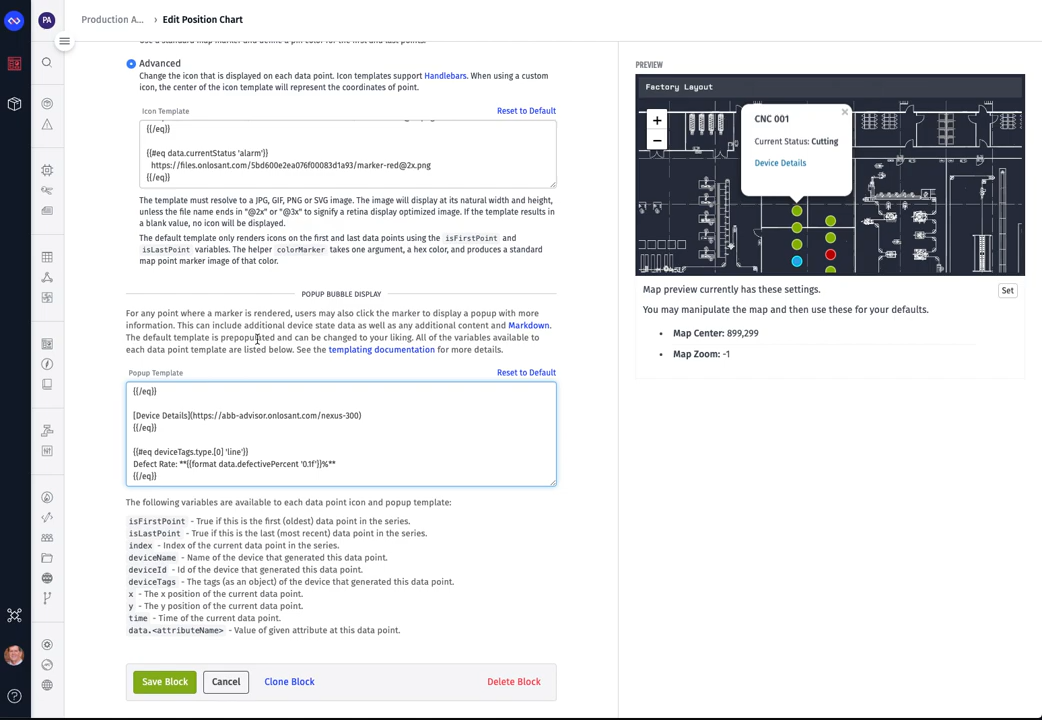 PA
Production A... > Edit Position Chart
Use a standard map marker and define a pin color for the first and last points.
Advanced
Change the icon that is displayed on each data point. Icon templates support Handlebars. When using a custom
icon, the center of the icon template will represent the coordinates of point.
Icon Template
Reset to Default
{{/eq}}
{{#eq data.currentStatus 'alarm'}}
https://files.onlosant.com/5bd600e2ea076f00083d1a93/marker-red@2x.png
{{/eq}}
The template must resolve to a JPG, GIF, PNG or SVG image. The image will display at its natural width and height,
unless the file name ends in "@2x" or "@3x" to signify a retina display optimized image. If the template results in
a blank value, no icon will be displayed.
The default template only renders icons on the first and last data points using the isFirstPoint and
isLastPoint variables. The helper colorMarker takes one argument, a hex color, and produces a standard
map point marker image of that color.
POPUP BUBBLE DISPLAY
For any point where a marker is rendered, users may also click the marker to display a popup with more
information. This can include additional device state data as well as any additional content and Markdown.
The default template is prepopulated and can be changed to your liking. All of the variables available to
each data point template are listed below. See the templating documentation for more details.
Popup Template
Reset to Default
{{/eq}}
[Device Details](https://abb-advisor.onlosant.com/nexus-300)
{{/eq}}
{{#eq deviceTags.type.[0] 'line'}}
Defect Rate: **{{format data.defectivePercent '0.1f'}}%**
{{/eq}}
The following variables are available to each data point icon and popup template:
isFirstPoint - True if this is the first (oldest) data point in the series.
isLastPoint - True if this is the last (most recent) data point in the series.
index - Index of the current data point in the series.
deviceName - Name of the device that generated this data point.
deviceId - Id of the device that generated this data point.
deviceTags - The tags (as an object) of the device that generated this data point.
x - The x position of the current data point.
y - The y position of the current data point.
time - Time of the current data point.
data.<attributeName> - Value of given attribute at this data point.
Save Block
Cancel
Clone Block
Delete Block
PREVIEW
Factory Layout
+
−
×
CNC 001
Current Status: Cutting
Device Details
Map preview currently has these settings.
Set
You may manipulate the map and then use these for your defaults.
• Map Center: 899,299
• Map Zoom: -1
NT